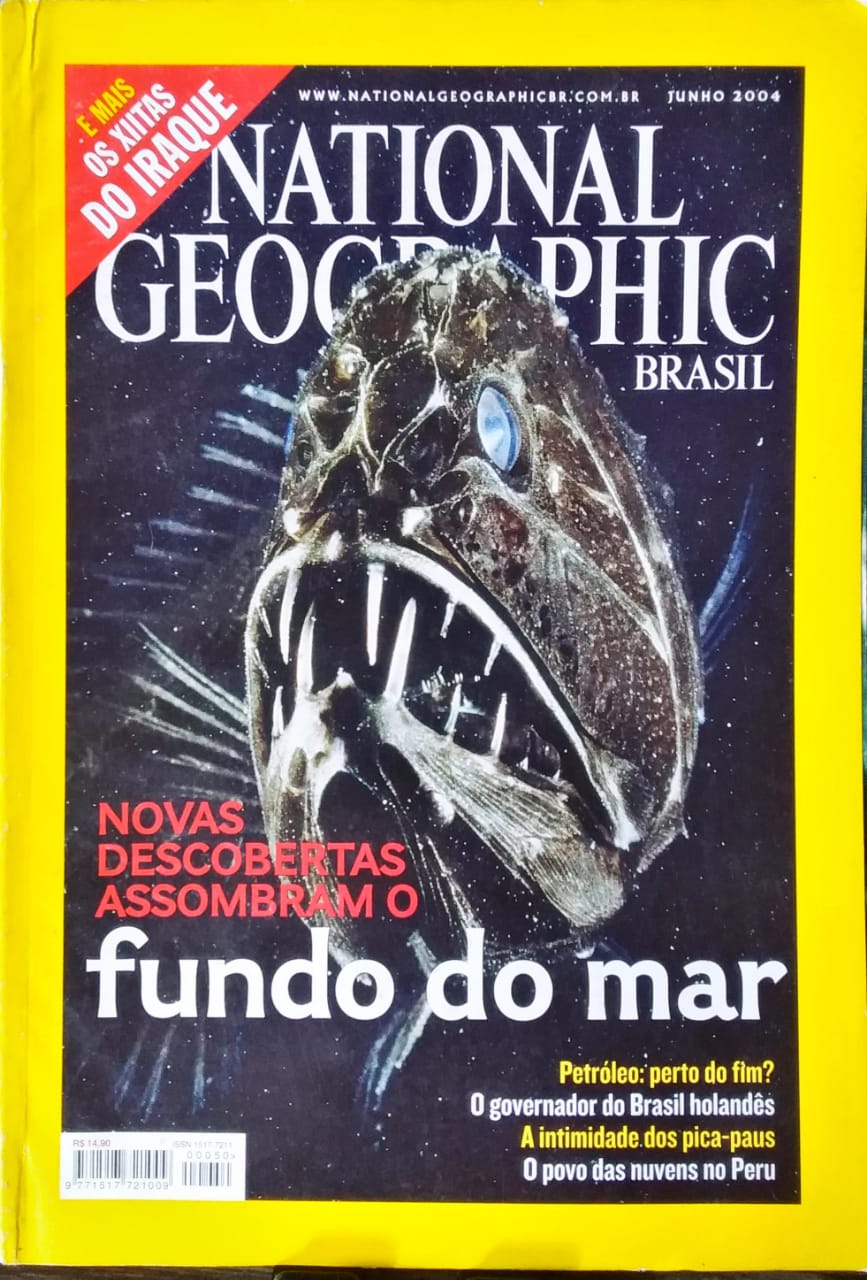 E MAIS
OS XIITAS
DO IRAQUE
WWW.NATIONALGEOGRAPHICBR.COM.BR JUNHO 2004
NATIONAL
GEOGRAPHIC
BRASIL
NOVAS
DESCOBERTAS
ASSOMBRAM O
fundo do mar
Petróleo: perto do fim?
O governador do Brasil holandês
A intimidade dos pica-paus
O povo das nuvens no Peru
R$ 14,90 ISSN 1517-7211
00050>
9 771517 721009